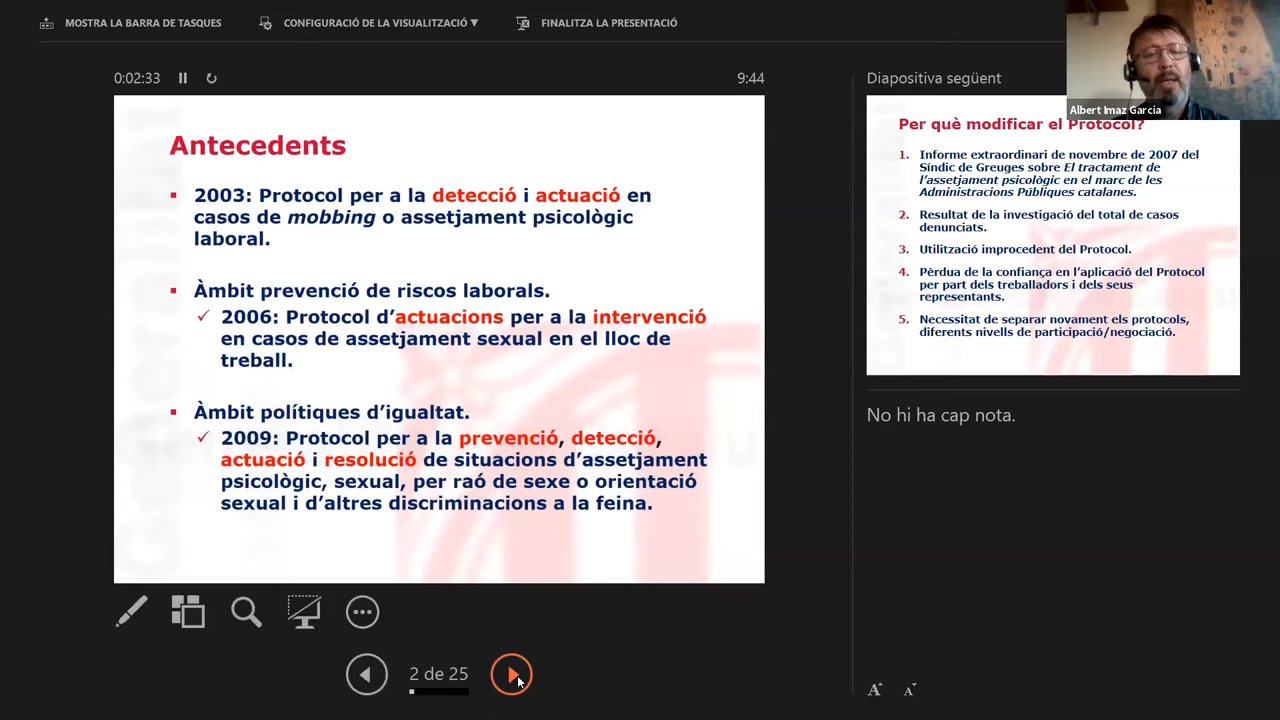 MOSTRA LA BARRA DE TASQUES
CONFIGURACIÓ DE LA VISUALITZACIÓ ▼
FINALITZA LA PRESENTACIÓ
0:02:33
9:44
Antecedents
2003: Protocol per a la detecció i actuació en
casos de mobbing o assetjament psicològic
laboral.
Àmbit prevenció de riscos laborals.
2006: Protocol d’actuacions per a la intervenció
en casos de assetjament sexual en el lloc de
treball.
Àmbit polítiques d’igualtat.
2009: Protocol per a la prevenció, detecció,
actuació i resolució de situacions d’assetjament
psicològic, sexual, per raó de sexe o orientació
sexual i d’altres discriminacions a la feina.
2 de 25
Diapositiva següent
Albert Imaz Garcia
Per què modificar el Protocol?
1. Informe extraordinari de novembre de 2007 del
Síndic de Greuges sobre El tractament de
l’assetjament psicològic en el marc de les
Administracions Públiques catalanes.
2. Resultat de la investigació del total de casos
denunciats.
3. Utilització improcedent del Protocol.
4. Pèrdua de la confiança en l’aplicació del Protocol
per part dels treballadors i dels seus
representants.
5. Necessitat de separar novament els protocols,
diferents nivells de participació/negociació.
No hi ha cap nota.
A A